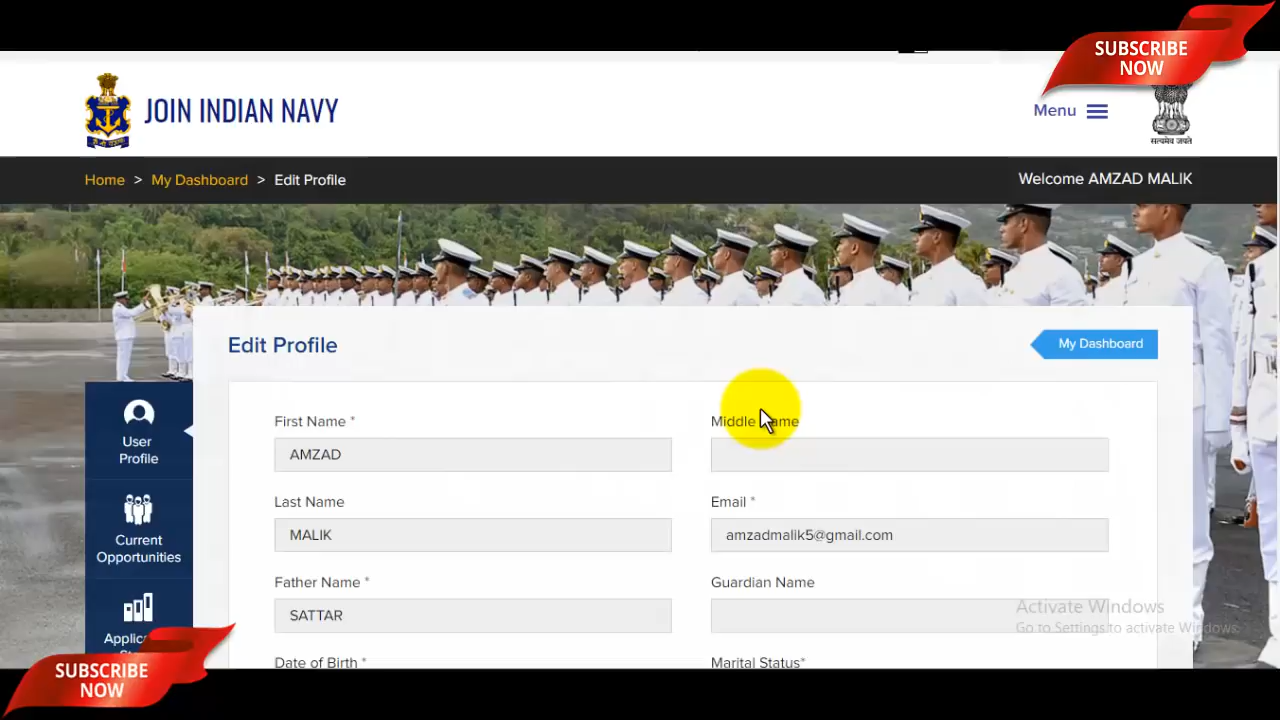 SUBSCRIBE
NOW
JOIN INDIAN NAVY
Menu
सत्यमेव जयते
Home > My Dashboard > Edit Profile
Welcome AMZAD MALIK
Edit Profile
My Dashboard
User
Profile
Current
Opportunities
First Name *
AMZAD
Middle Name
Last Name
MALIK
Email *
amzadmalik5@gmail.com
Father Name *
SATTAR
Guardian Name
Activate Windows
Go to Settings to activate Windows.
Date of Birth *
Marital Status*
SUBSCRIBE
NOW